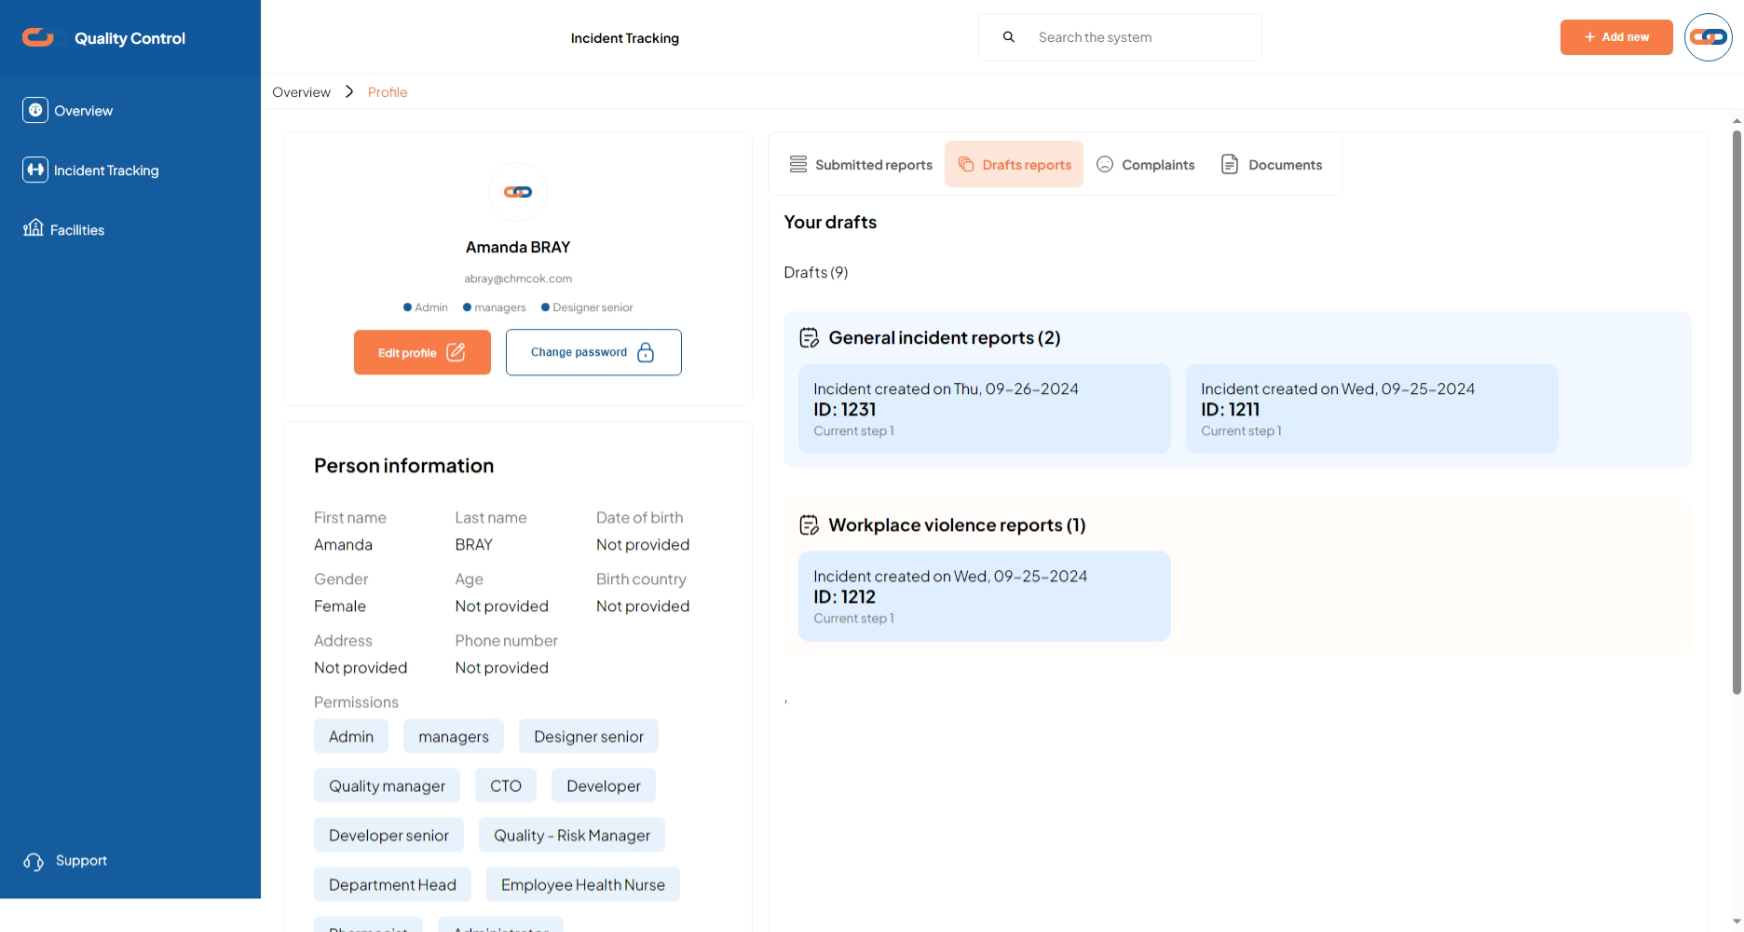 Quality Control
Incident Tracking
Search the system
+ Add new
Overview
Incident Tracking
Facilities
Support
Overview > Profile
Amanda BRAY
abray@chmcok.com
Admin managers Designer senior
Edit profile
Change password
Person information
First name Last name Date of birth
Amanda BRAY Not provided
Gender Age Birth country
Female Not provided Not provided
Address Phone number
Not provided Not provided
Permissions
Admin managers Designer senior
Quality manager CTO Developer
Developer senior Quality - Risk Manager
Department Head Employee Health Nurse
Pharmacist Administrator
Submitted reports Drafts reports Complaints Documents
Your drafts
Drafts (9)
General incident reports (2)
Incident created on Thu, 09-26-2024
ID: 1231
Current step 1
Incident created on Wed, 09-25-2024
ID: 1211
Current step 1
Workplace violence reports (1)
Incident created on Wed, 09-25-2024
ID: 1212
Current step 1
,